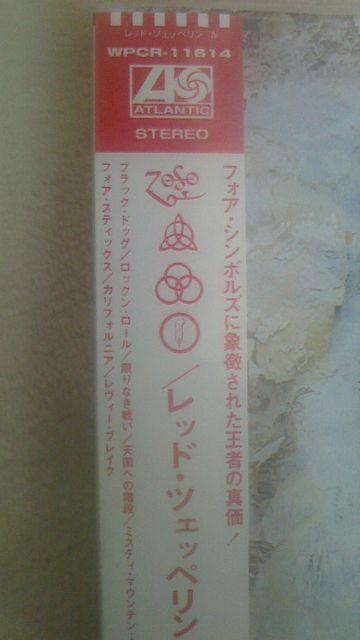 レッド・ツェッペリン Ⅳ
WPCR-11614
ATLANTIC
STEREO
フォア・シンボルズに象徴された王者の真価！
ZoSo
／レッド・ツェッペリン
ブラック・ドッグ／ロックン・ロール／限りなき戦い／天国への階段／ミスティ・マウンテン・
フォア・スティックス／カリフォルニア／レヴィー・ブレイク